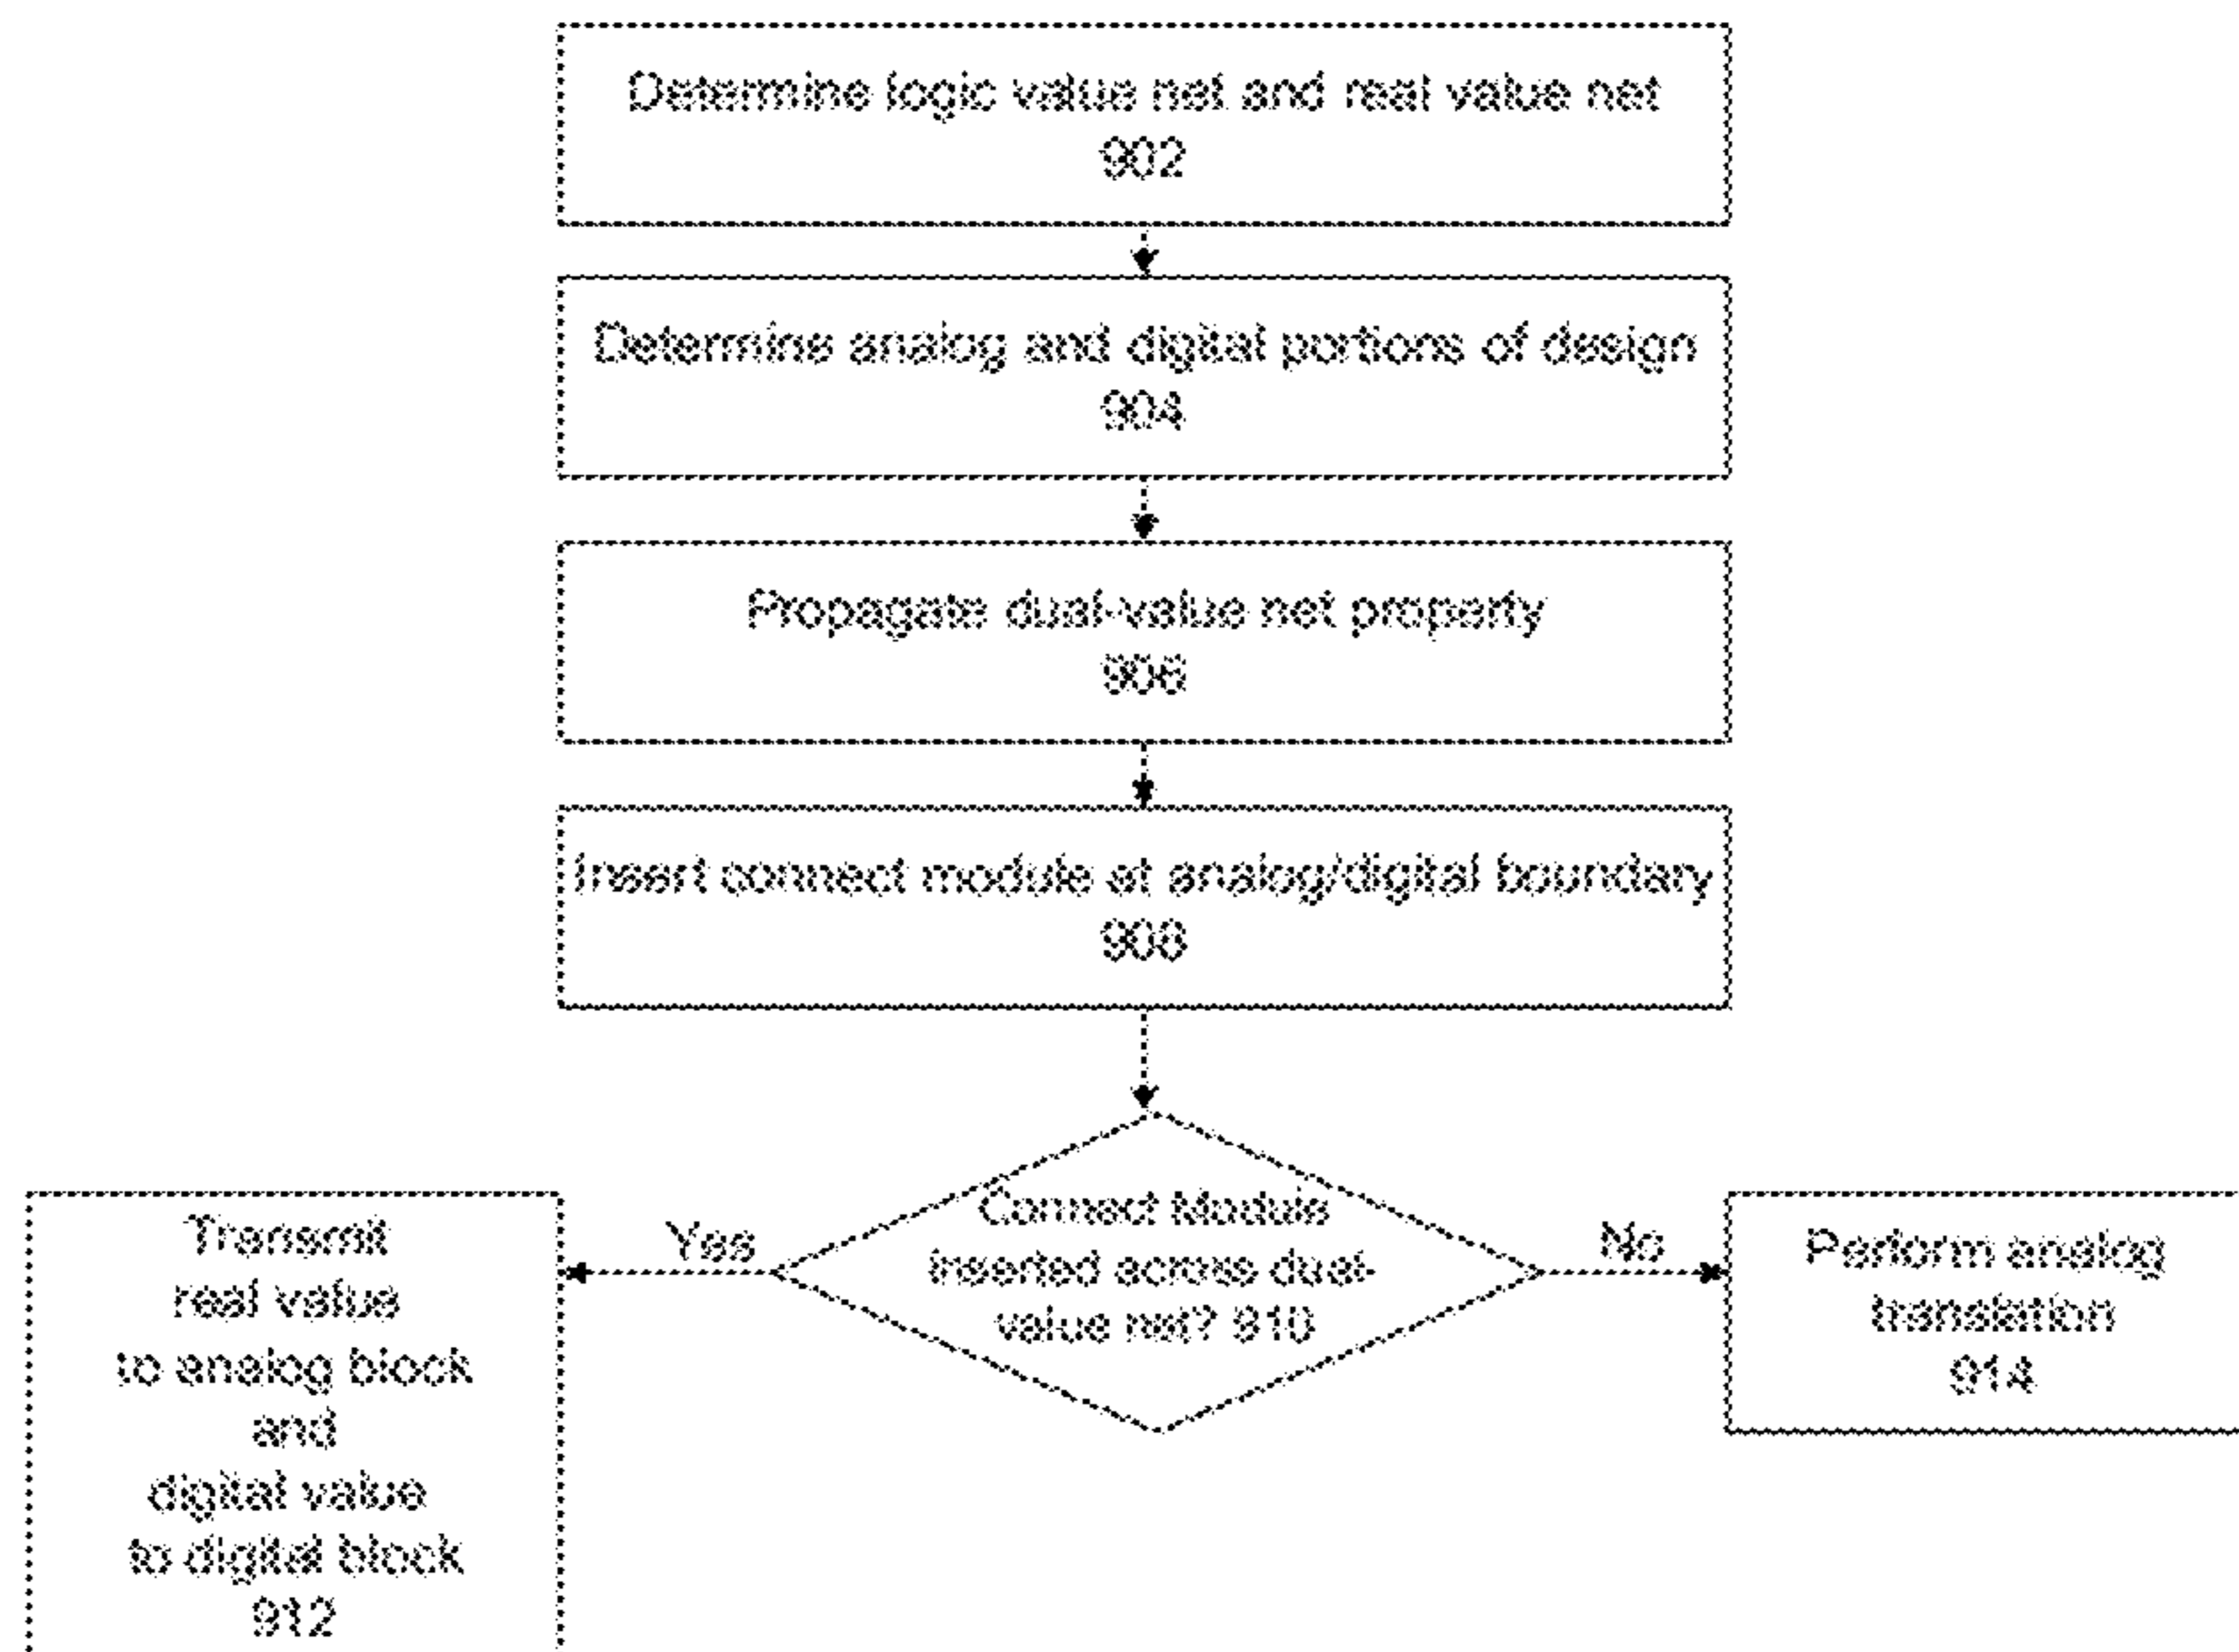 Determine logic value net and real value net
902
Determine analog and digital portions of design
904
Propagate dual-value net property
906
Insert connect module at analog/digital boundary
908
Connect Module
inserted across dual-
value net? 910
Yes
No
Transmit
real value
to analog block
and
digital value
to digital block
912
Perform analog
translation
914